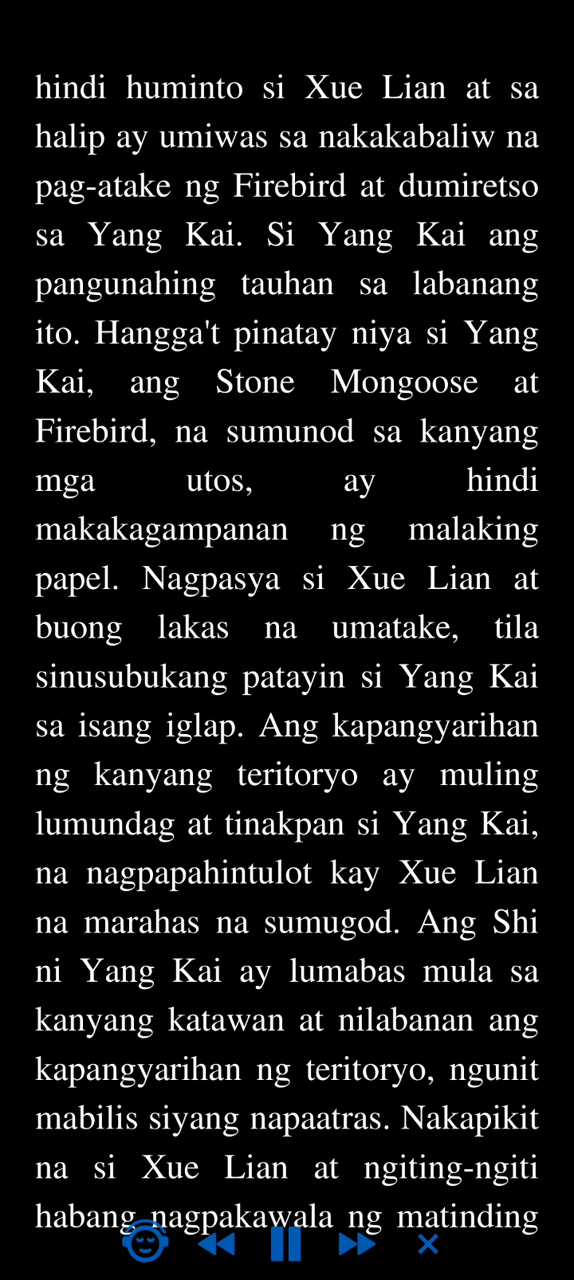 hindi huminto si Xue Lian at sa
halip ay umiwas sa nakakabaliw na
pag-atake ng Firebird at dumiretso
sa Yang Kai. Si Yang Kai ang
pangunahing tauhan sa labanang
ito. Hangga't pinatay niya si Yang
Kai, ang Stone Mongoose at
Firebird, na sumunod sa kanyang
mga utos, ay hindi
makakagampanan ng malaking
papel. Nagpasya si Xue Lian at
buong lakas na umatake, tila
sinusubukang patayin si Yang Kai
sa isang iglap. Ang kapangyarihan
ng kanyang teritoryo ay muling
lumundag at tinakpan si Yang Kai,
na nagpapahintulot kay Xue Lian
na marahas na sumugod. Ang Shi
ni Yang Kai ay lumabas mula sa
kanyang katawan at nilabanan ang
kapangyarihan ng teritoryo, ngunit
mabilis siyang napaatras. Nakapikit
na si Xue Lian at ngiting-ngiti
habang nagpakawala ng matinding